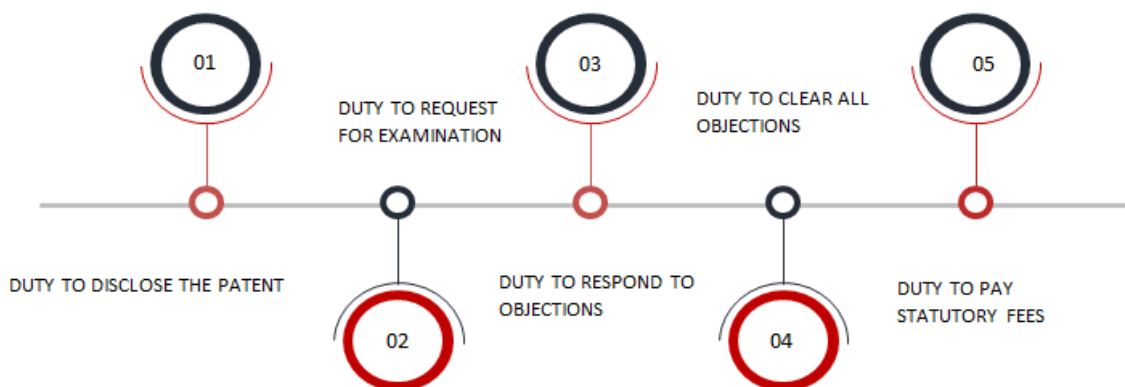 01
DUTY TO DISCLOSE THE PATENT
DUTY TO REQUEST
FOR EXAMINATION
02
03
DUTY TO RESPOND TO
OBJECTIONS
DUTY TO CLEAR ALL
OBJECTIONS
04
05
DUTY TO PAY
STATUTORY FEES